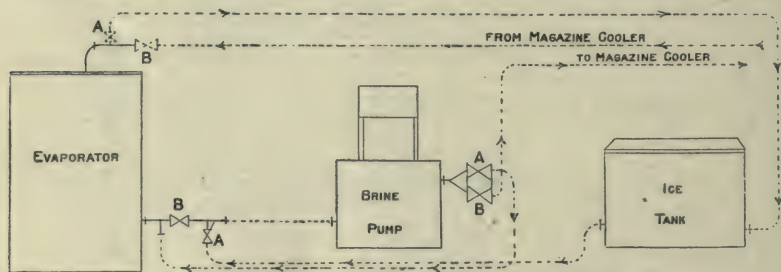 A
B
FROM MAGAZINE COOLER
TO MAGAZINE COOLER
EVAPORATOR
B
A
BRINE
PUMP
A
B
ICE
TANK